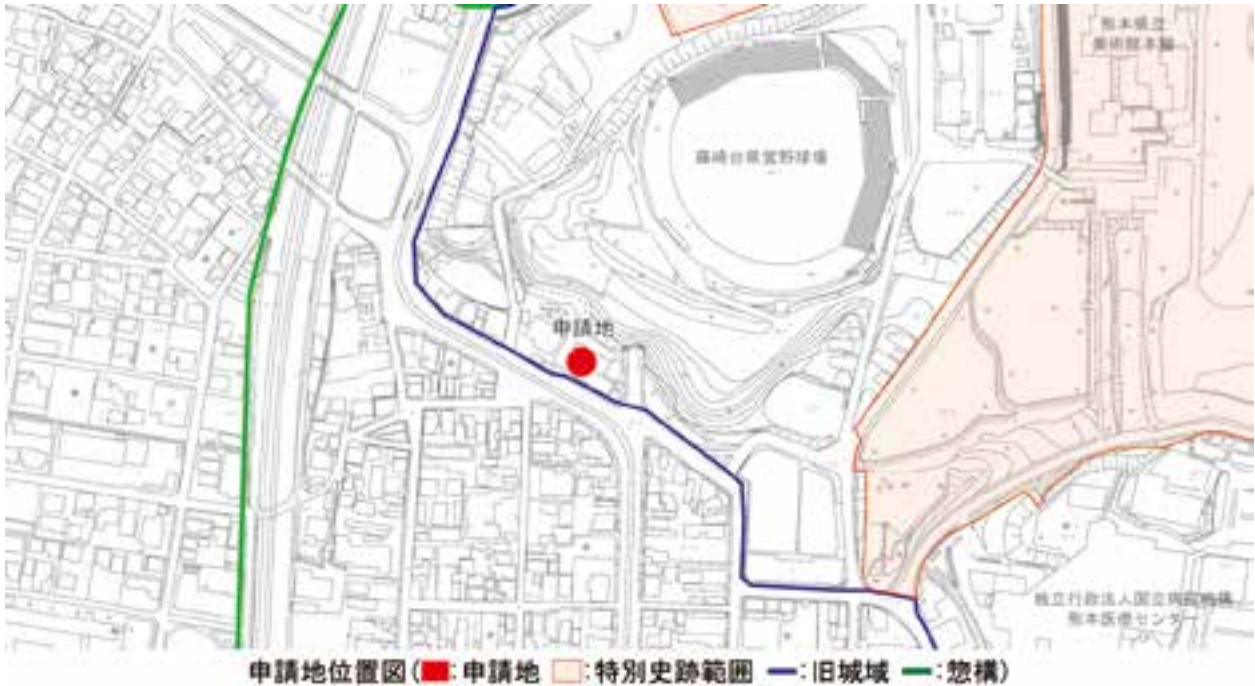 熊本県立
美術館本館
藤崎台県営野球場
申請地
独立行政法人国立病院機構
熊本医療センター
申請地位置図(■:申請地 □:特別史跡範囲 ━:旧城域 ━:惣構)